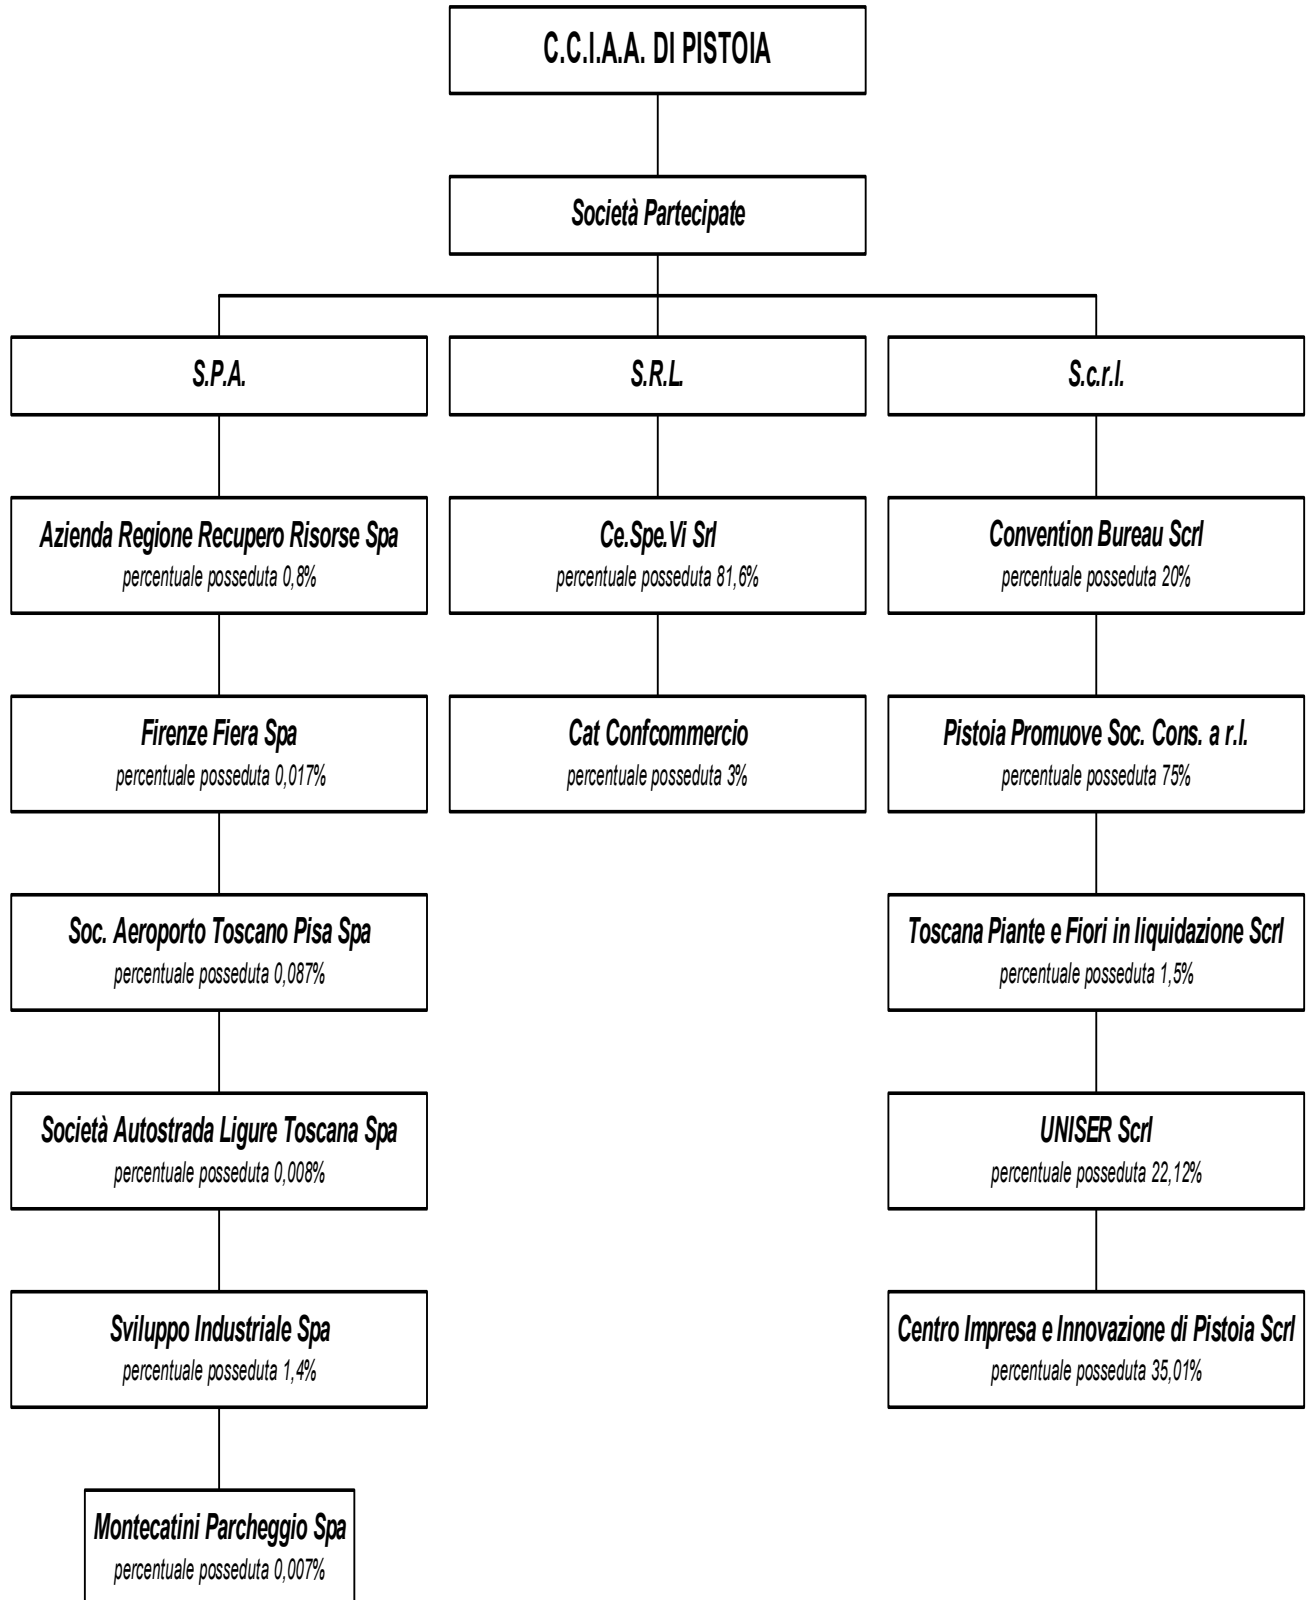 C.C.I.A.A. DI PISTOIA
Società Partecipate
S.P.A.
Azienda Regione Recupero Risorse Spa
percentuale posseduta 0,8%
Firenze Fiera Spa
percentuale posseduta 0,017%
Soc. Aeroporto Toscano Pisa Spa
percentuale posseduta 0,087%
Società Autostrada Ligure Toscana Spa
percentuale posseduta 0,008%
Sviluppo Industriale Spa
percentuale posseduta 1,4%
Montecatini Parcheggio Spa
percentuale posseduta 0,007%
S.R.L.
Ce.Spe.Vi Srl
percentuale posseduta 81,6%
Cat Confcommercio
percentuale posseduta 3%
S.c.r.l.
Convention Bureau Scrl
percentuale posseduta 20%
Pistoia Promuove Soc. Cons. a r.l.
percentuale posseduta 75%
Toscana Piante e Fiori in liquidazione Scrl
percentuale posseduta 1,5%
UNISER Scrl
percentuale posseduta 22,12%
Centro Impresa e Innovazione di Pistoia Scrl
percentuale posseduta 35,01%